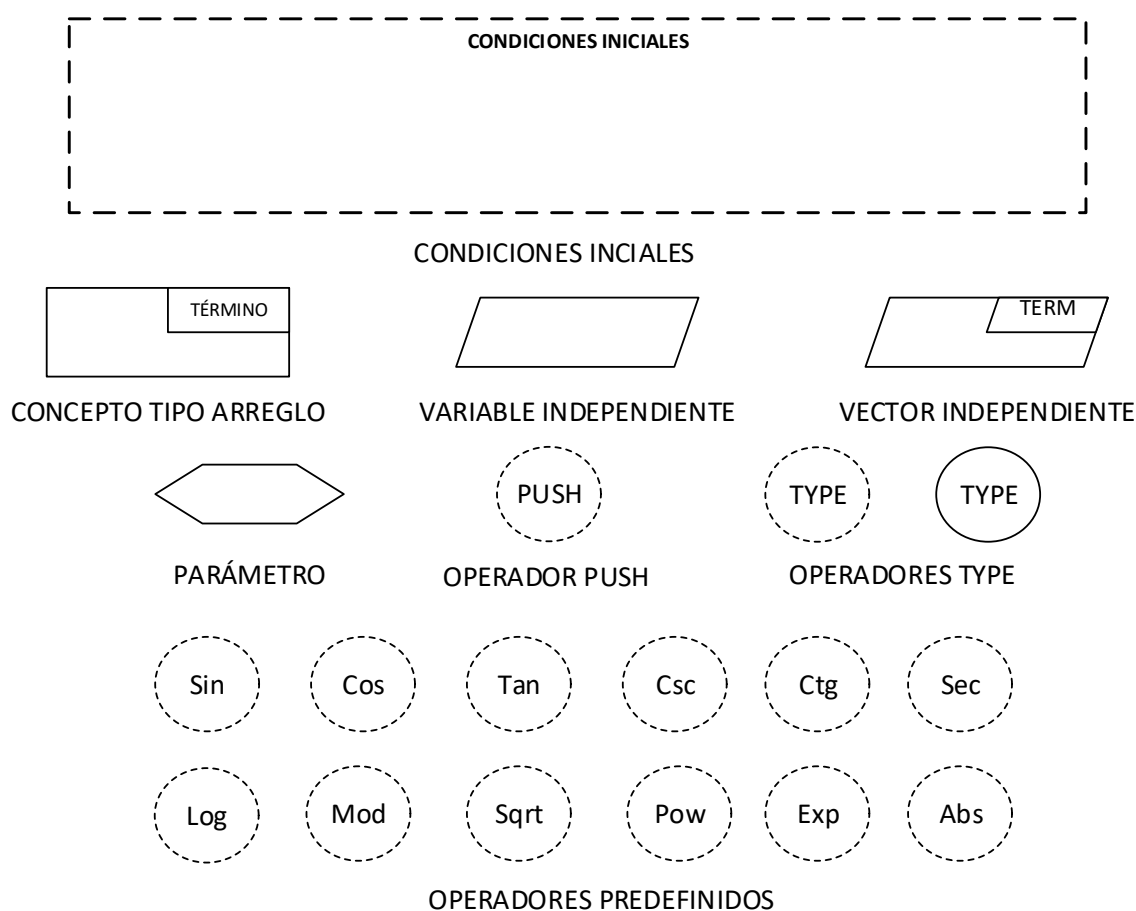 CONDICIONES INICIALES
CONDICIONES INCIALES
TÉRMINO
TERM
CONCEPTO TIPO ARREGLO
VARIABLE INDEPENDIENTE
VECTOR INDEPENDIENTE
PUSH
TYPE
TYPE
PARÁMETRO
OPERADOR PUSH
OPERADORES TYPE
Sin
Cos
Tan
Csc
Ctg
Sec
Log
Mod
Sqrt
Pow
Exp
Abs
OPERADORES PREDEFINIDOS